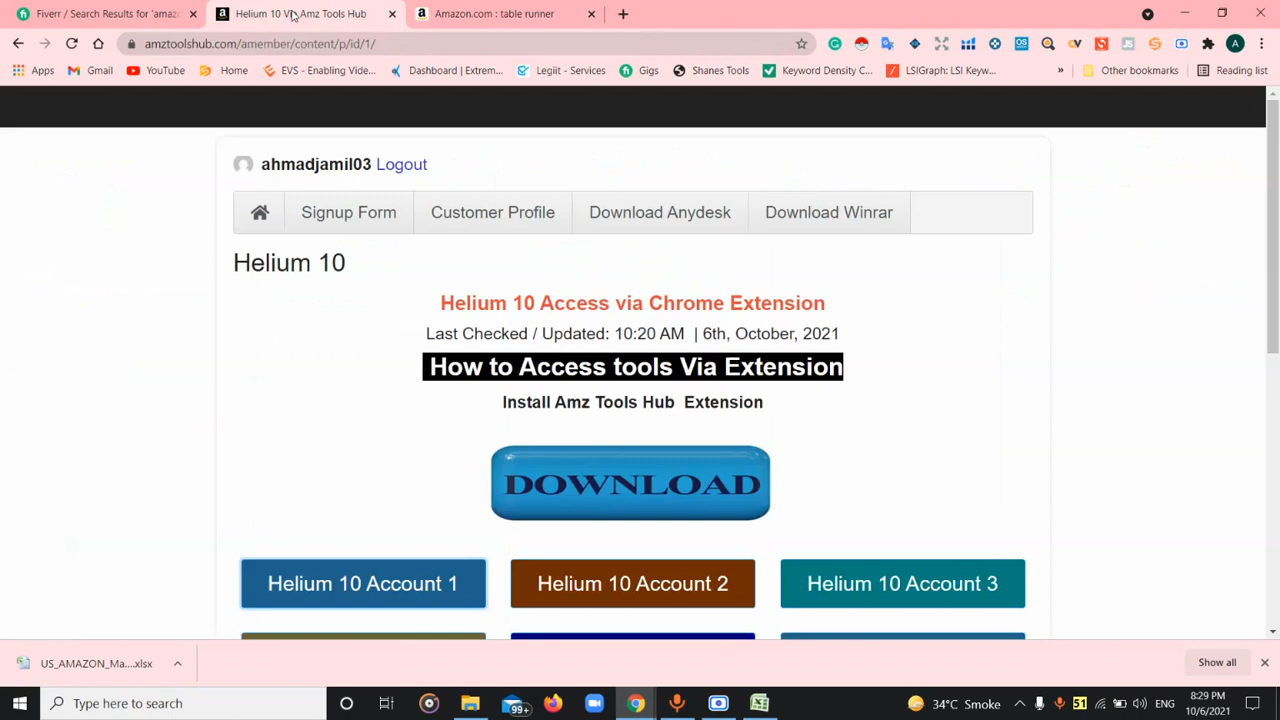 Fiverr / Search Results for 'amazo
Helium 10 Via Amz Tools Hub
Amazon.com : table runner
amztoolshub.com/amember/content/p/id/1/
Apps
Gmail
YouTube
Home
EVS - Enabling Vide...
Dashboard | Extrem...
Legiit - Services
Gigs
Shanes Tools
Keyword Density C...
LSIGraph: LSI Keyw...
»
Other bookmarks
Reading list
ahmadjamil03 Logout
Signup Form
Customer Profile
Download Anydesk
Download Winrar
Helium 10
Helium 10 Access via Chrome Extension
Last Checked / Updated: 10:20 AM | 6th, October, 2021
How to Access tools Via Extension
Install Amz Tools Hub Extension
DOWNLOAD
Helium 10 Account 1
Helium 10 Account 2
Helium 10 Account 3
US_AMAZON_Ma....xlsx
Show all
Type here to search
99+
34°C Smoke
51
ENG
8:29 PM
10/6/2021